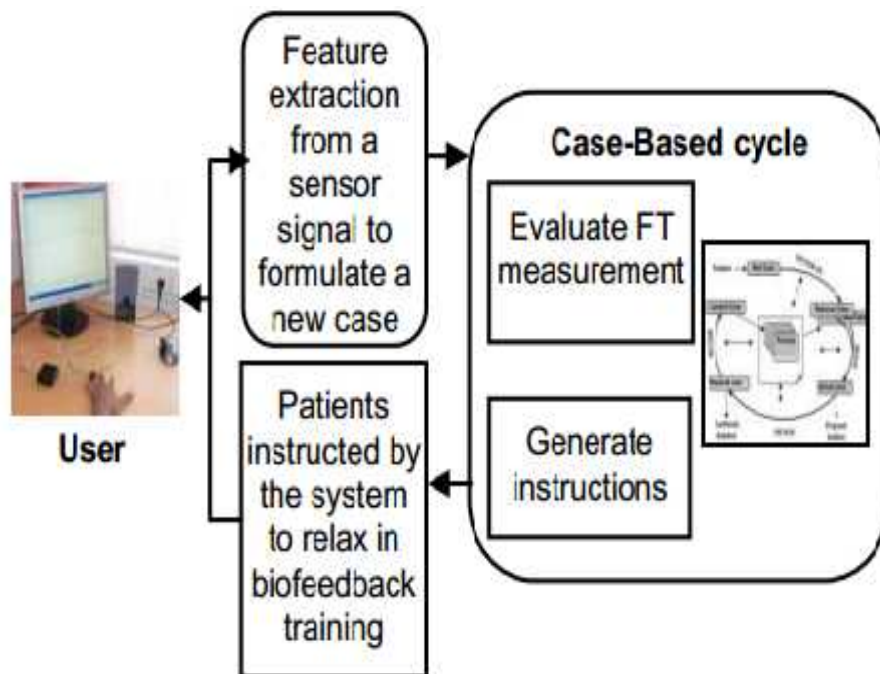 Feature
extraction
from a
sensor
signal to
formulate a
new case
Case-Based cycle
Evaluate FT
measurement
User
Patients
instructed by
the system
to relax in
biofeedback
training
Generate
instructions